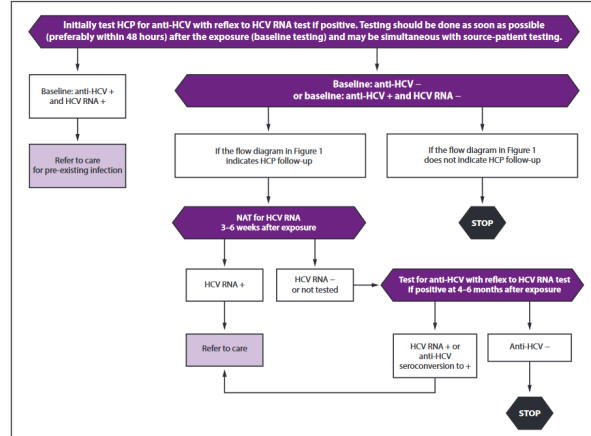 Initially test HCP for anti-HCV with reflex to HCV RNA test if positive. Testing should be done as soon as possible
(preferably within 48 hours) after the exposure (baseline testing) and may be simultaneous with source-patient testing.
Baseline: anti-HCV +
and HCV RNA +
Baseline: anti-HCV –
or baseline: anti-HCV + and HCV RNA –
Refer to care
for pre-existing infection
If the flow diagram in Figure 1
indicates HCP follow-up
If the flow diagram in Figure 1
does not indicate HCP follow-up
NAT for HCV RNA
3–6 weeks after exposure
STOP
HCV RNA +
HCV RNA –
or not tested
Test for anti-HCV with reflex to HCV RNA test
if positive at 4–6 months after exposure
Refer to care
HCV RNA + or
anti-HCV
seroconversion to +
Anti-HCV –
STOP